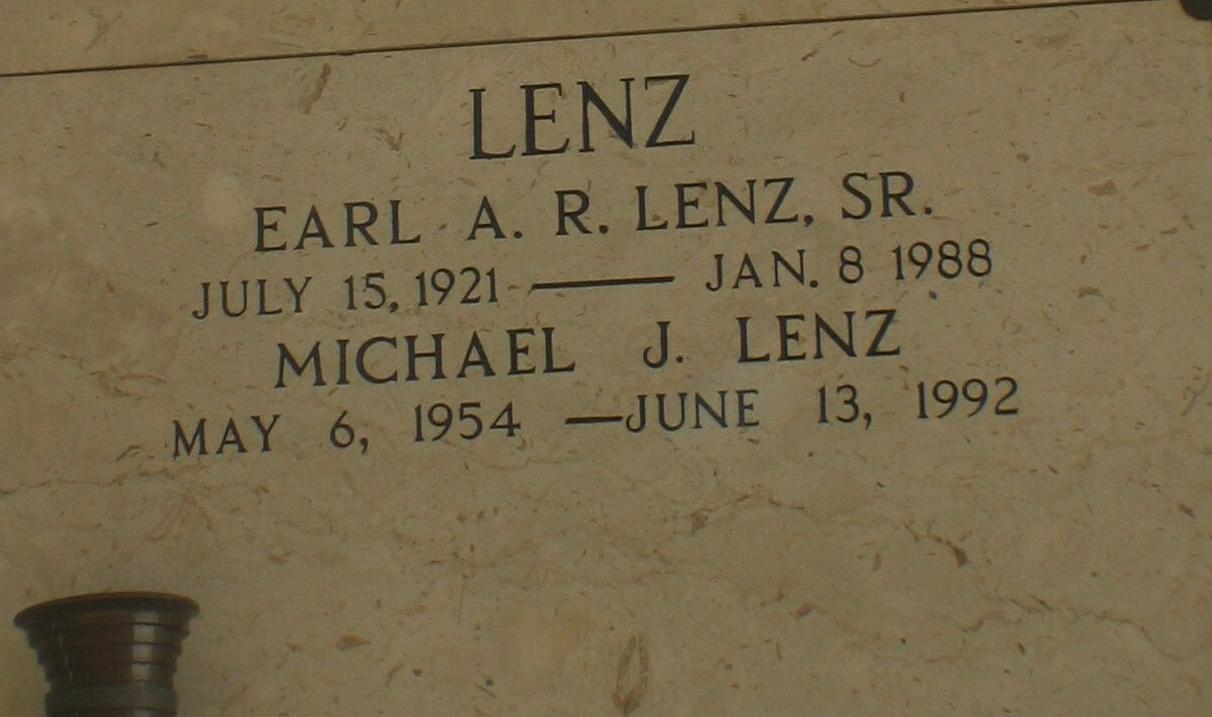 LENZ
EARL A. R. LENZ, SR.
JULY 15, 1921 — JAN. 8 1988
MICHAEL J. LENZ
MAY 6, 1954 — JUNE 13, 1992